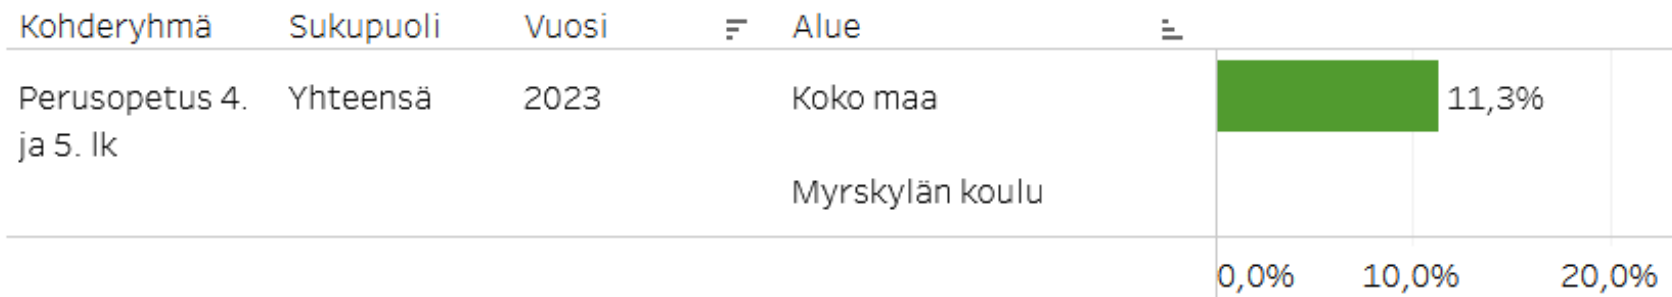 Kohderyhmä Sukupuoli Vuosi Alue
Perusopetus 4. Yhteensä 2023 Koko maa 11,3%
ja 5. lk
Myrskylän koulu
0,0% 10,0% 20,0%